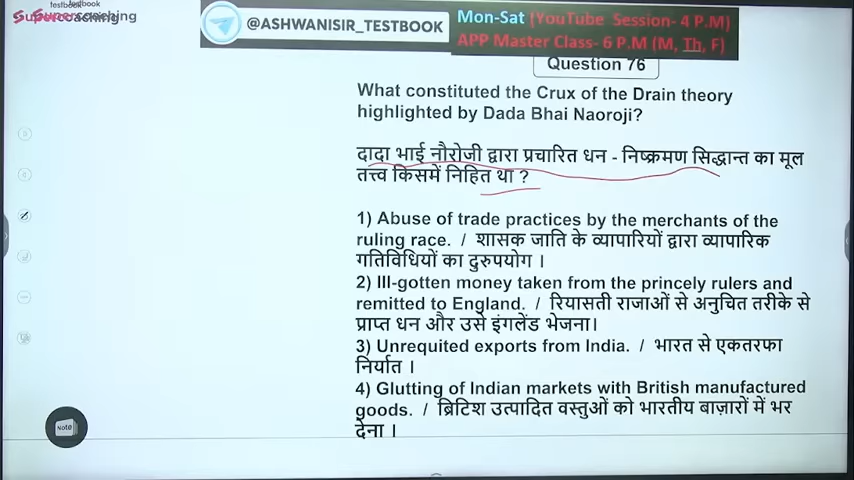 testbook
testbook
Supercoaching
Supercoaching
@ASHWANISIR_TESTBOOK
Mon-Sat (YouTube Session- 4 P.M)
APP Master Class- 6 P.M (M, Th, F)
Question 76
What constituted the Crux of the Drain theory
highlighted by Dada Bhai Naoroji?
दादा भाई नौरोजी द्वारा प्रचारित धन - निष्क्रमण सिद्धान्त का मूल
तत्त्व किसमें निहित था ?
1) Abuse of trade practices by the merchants of the
ruling race. / शासक जाति के व्यापारियों द्वारा व्यापारिक
गतिविधियों का दुरुपयोग ।
2) Ill-gotten money taken from the princely rulers and
remitted to England. / रियासती राजाओं से अनुचित तरीके से
प्राप्त धन और उसे इंगलेंड भेजना।
3) Unrequited exports from India. / भारत से एकतरफा
निर्यात ।
4) Glutting of Indian markets with British manufactured
goods. / ब्रिटिश उत्पादित वस्तुओं को भारतीय बाज़ारों में भर
देना ।
Note